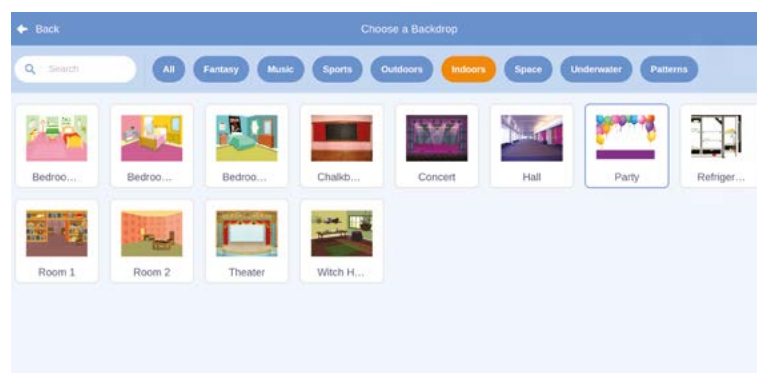 Back
Choose a Backdrop
Search
All Fantasy Music Sports Outdoors Indoors Space Underwater Patterns
Bedroo... Bedroo... Bedroo... Chalkb... Concert Hall Party Refriger...
Room 1 Room 2 Theater Witch H...